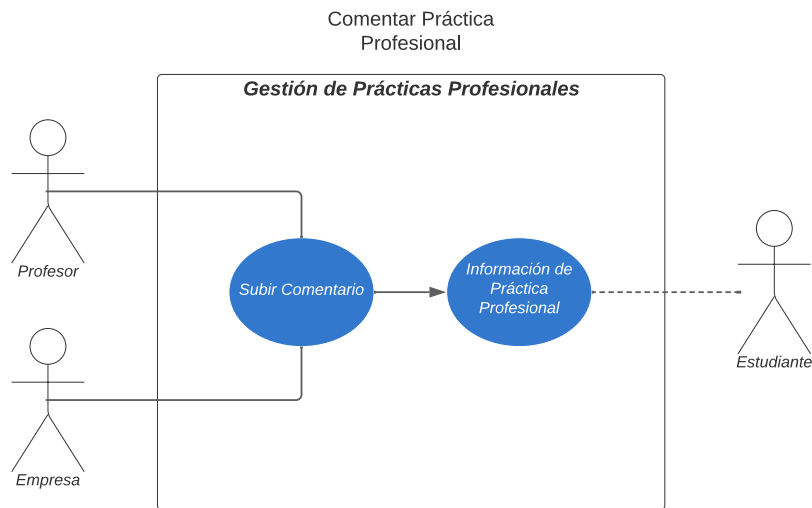 Comentar Práctica
Profesional
Gestión de Prácticas Profesionales
Profesor
Subir Comentario
Información de
Práctica
Profesional
Estudiante
Empresa